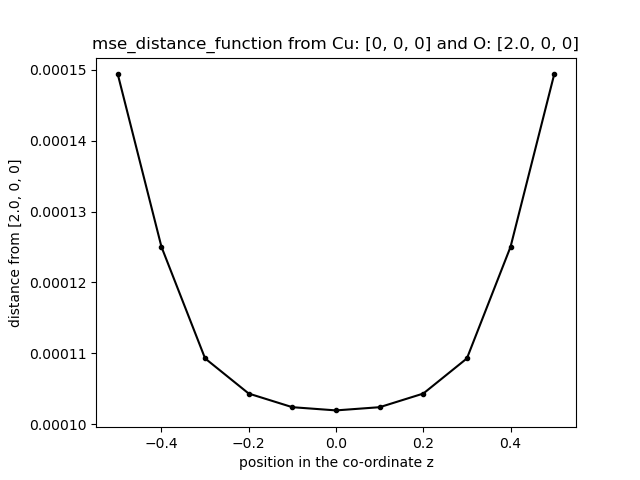 mse_distance_function from Cu: [0, 0, 0] and O: [2.0, 0, 0]
0.00015
0.00014
0.00013
0.00012
0.00011
0.00010
distance from [2.0, 0, 0]
−0.4 −0.2 0.0 0.2 0.4
position in the co-ordinate z